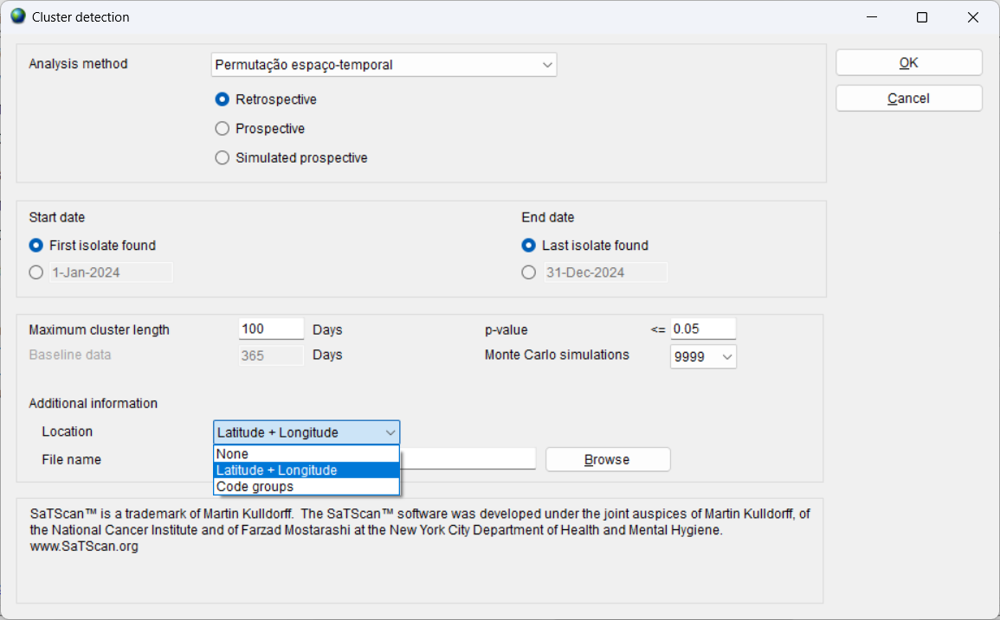 Cluster detection
Analysis method
Permutação espaço-temporal
OK
Retrospective
Cancel
Prospective
Simulated prospective
Start date
End date
First isolate found
Last isolate found
1-Jan-2024
31-Dec-2024
Maximum cluster length 100 Days
p-value <= 0.05
Baseline data 365 Days
Monte Carlo simulations 9999
Additional information
Location Latitude + Longitude
None
File name
Browse
Latitude + Longitude
Code groups
SaTScan™ is a trademark of Martin Kulldorff. The SaTScan™ software was developed under the joint auspices of Martin Kulldorff, of
the National Cancer Institute and of Farzad Mostarashi at the New York City Department of Health and Mental Hygiene.
www.SaTScan.org